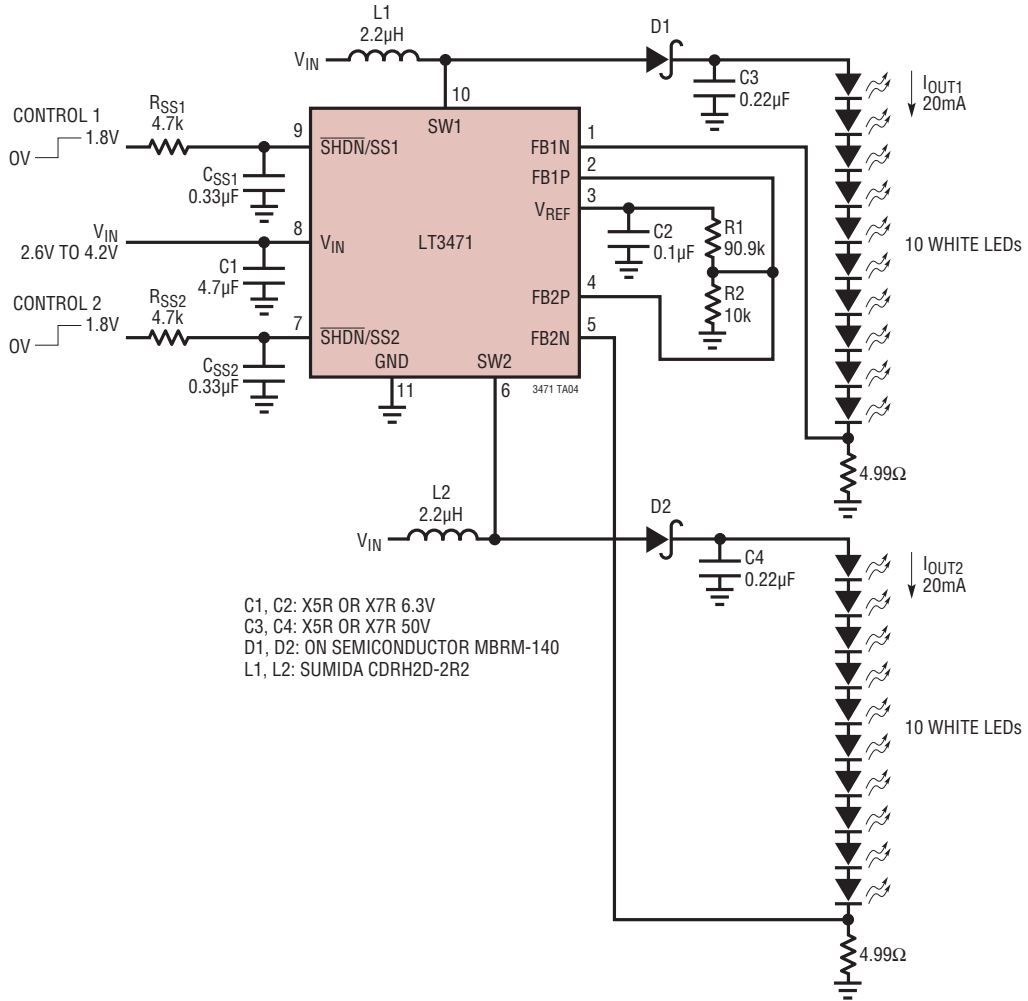 L1
2.2µH
V_IN
D1
C3
0.22µF
I_OUT1
20mA
10
SW1
CONTROL 1
1.8V
0V
R_SS1
4.7k
9
S̅H̅D̅N̅/SS1
C_SS1
0.33µF
1
FB1N
2
FB1P
3
V_REF
C2
0.1µF
R1
90.9k
R2
10k
10 WHITE LEDs
V_IN
2.6V TO 4.2V
8
V_IN
LT3471
C1
4.7µF
4
FB2P
CONTROL 2
1.8V
0V
R_SS2
4.7k
7
S̅H̅D̅N̅/SS2
5
FB2N
C_SS2
0.33µF
GND
11
SW2
6
3471 TA04
4.99Ω
L2
2.2µH
V_IN
D2
C4
0.22µF
I_OUT2
20mA
C1, C2: X5R OR X7R 6.3V
C3, C4: X5R OR X7R 50V
D1, D2: ON SEMICONDUCTOR MBRM-140
L1, L2: SUMIDA CDRH2D-2R2
10 WHITE LEDs
4.99Ω